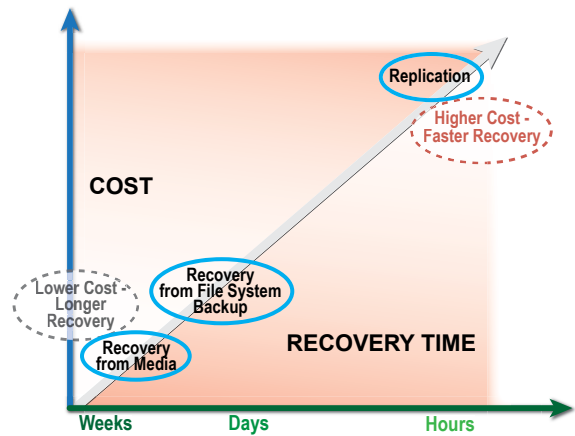 Replication
Higher Cost -
Faster Recovery
COST
Recovery
from File System
Backup
Lower Cost -
Longer
Recovery
RECOVERY TIME
Recovery
from Media
Weeks
Days
Hours